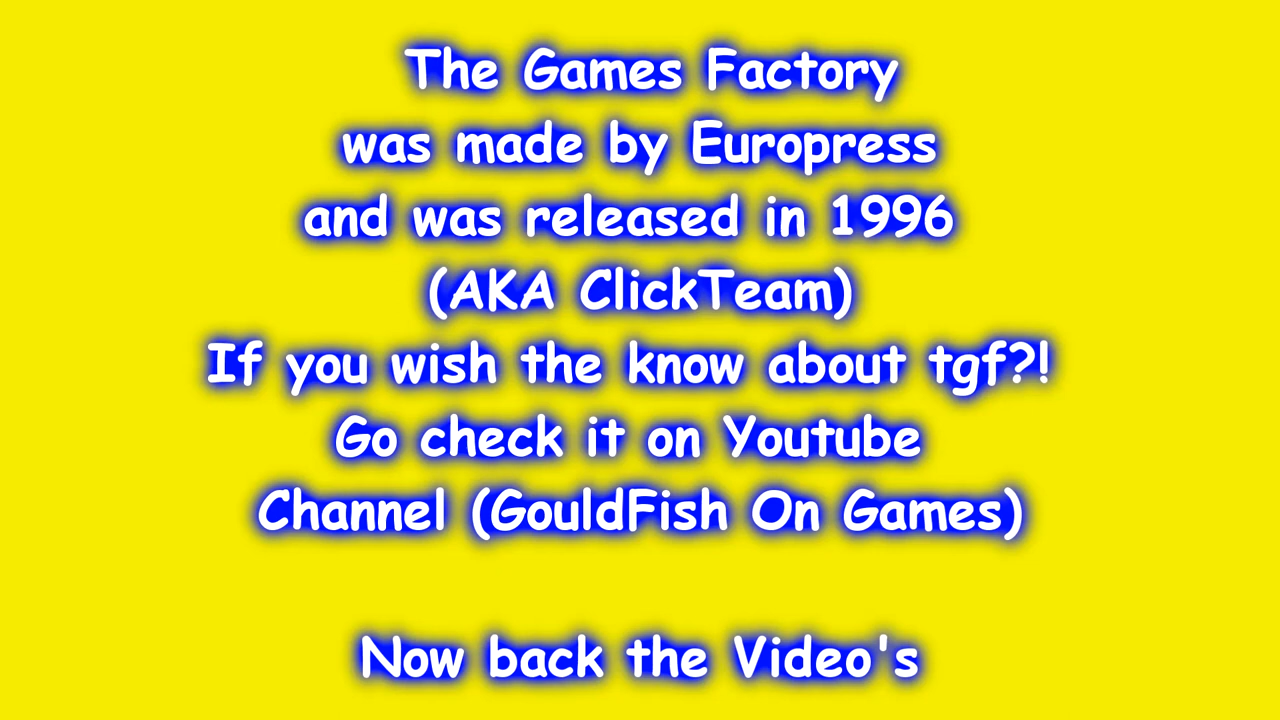 The Games Factory
was made by Europress
and was released in 1996
(AKA ClickTeam)
If you wish the know about tgf?!
Go check it on Youtube
Channel (GouldFish On Games)
Now back the Video's